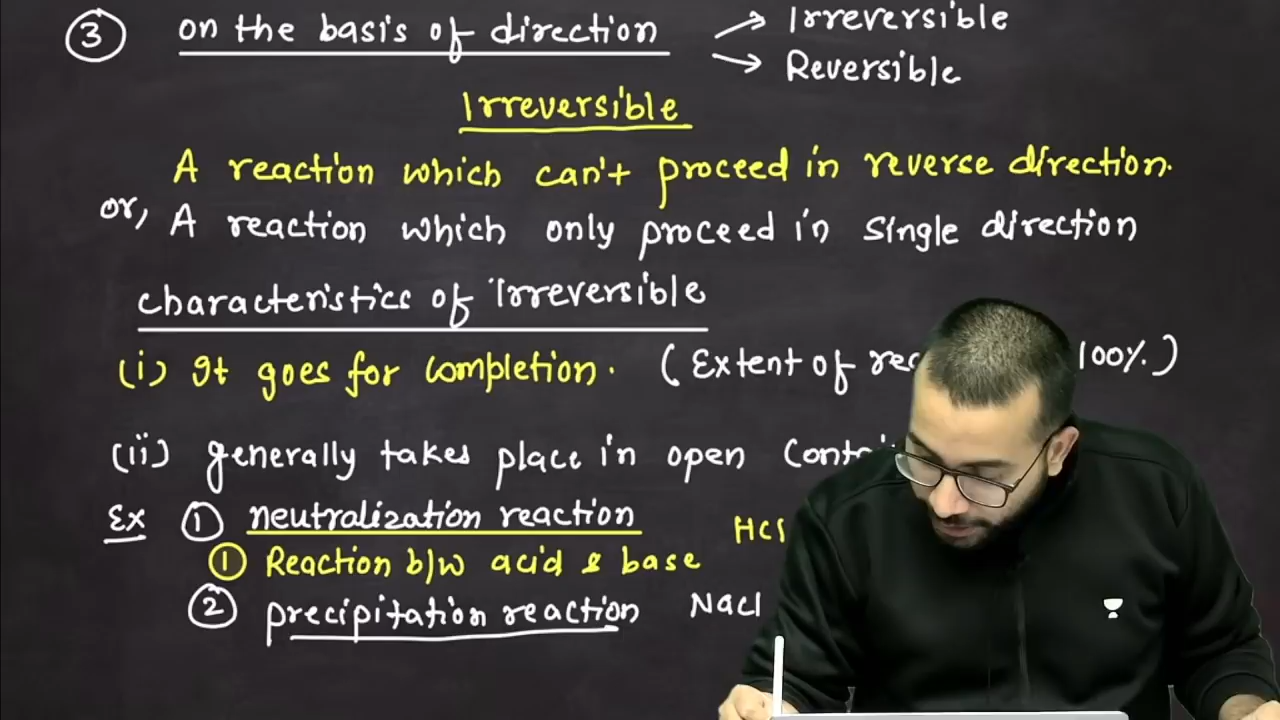 ③ on the basis of direction → Irreversible
→ Reversible
Irreversible
A reaction which can't proceed in reverse direction.
or, A reaction which only proceed in single direction
characteristics of Irreversible
(i) It goes for completion. (Extent of 100%.)
(ii) generally takes place in open
Ex ① neutralization reaction
① Reaction b/w acid & base
② precipitation reaction NaCl